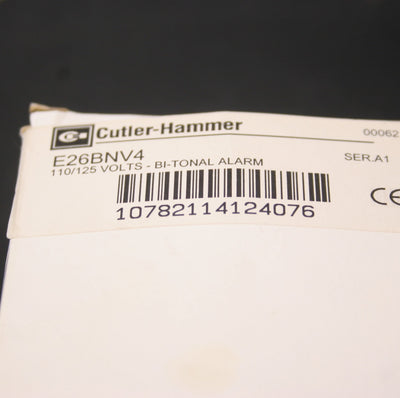 Cutler-Hammer
00062
E26BNV4
110/125 VOLTS - BI-TONAL ALARM
SER.A1
CE
10782114124076